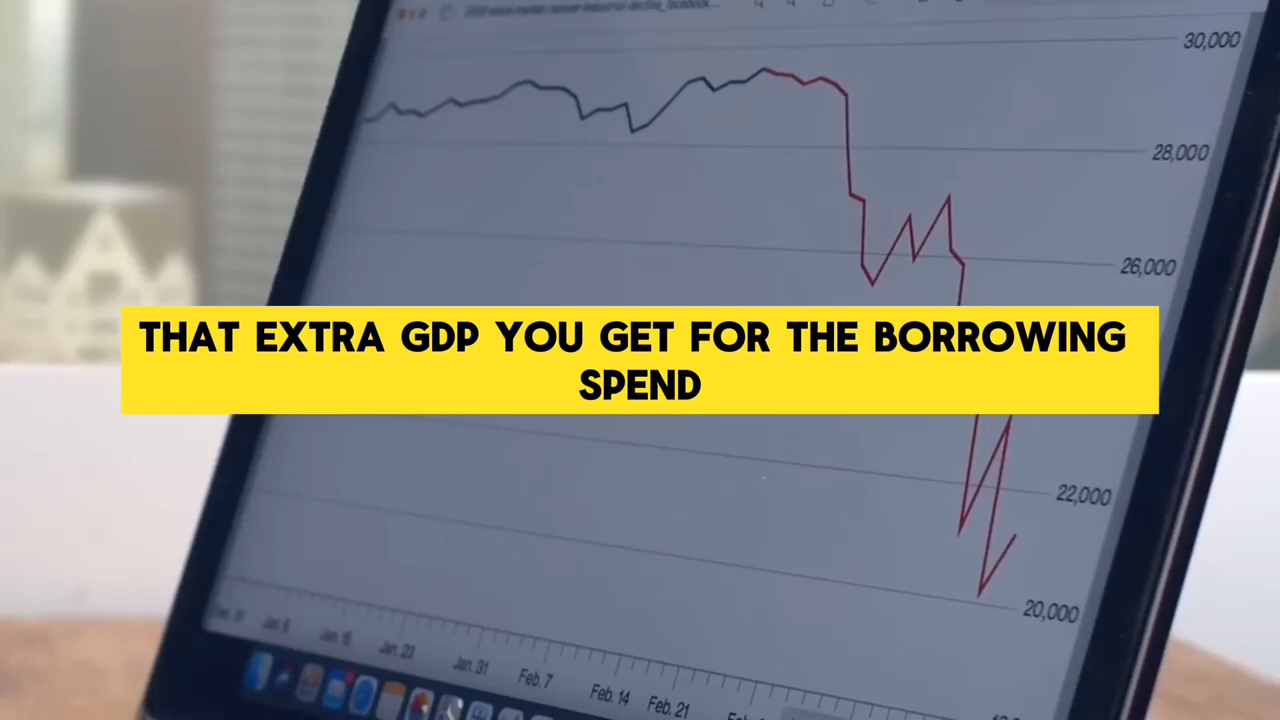 30,000
28,000
26,000
THAT EXTRA GDP YOU GET FOR THE BORROWING
SPEND
22,000
20,000
Jan. 23
Jan. 31
Feb. 7
Feb. 14
Feb. 21